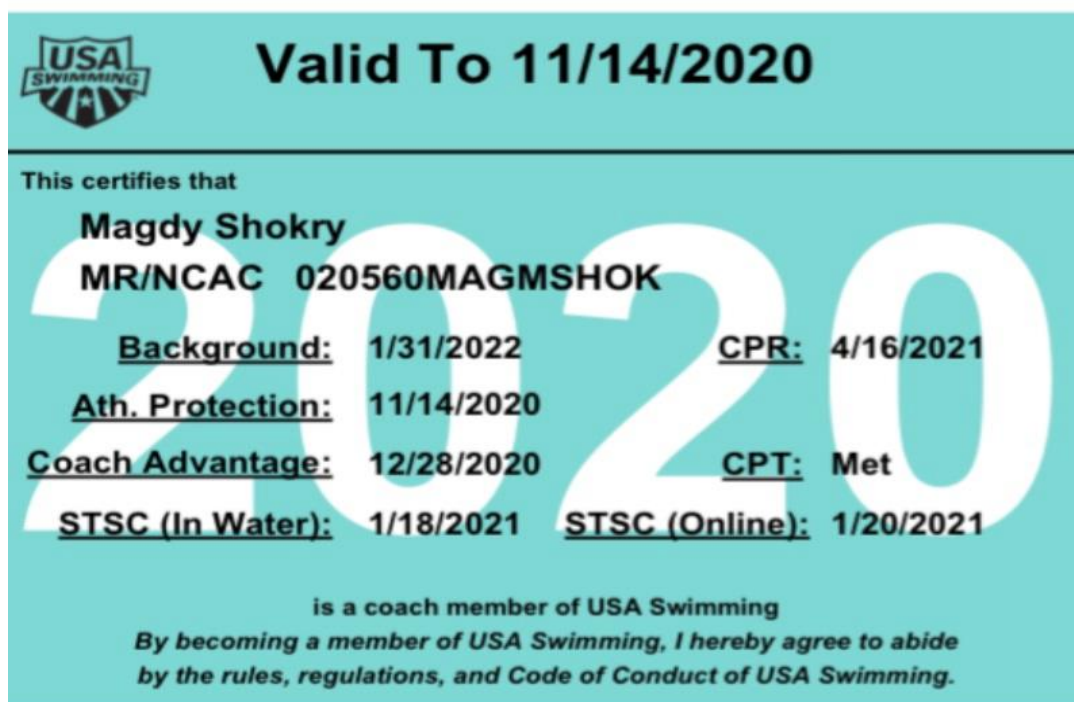 USA
SWIMMING
Valid To 11/14/2020
This certifies that
Magdy Shokry
MR/NCAC 020560MAGMSHOK
2020
Background: 1/31/2022 CPR: 4/16/2021
Ath. Protection: 11/14/2020
Coach Advantage: 12/28/2020 CPT: Met
STSC (In Water): 1/18/2021 STSC (Online): 1/20/2021
is a coach member of USA Swimming
By becoming a member of USA Swimming, I hereby agree to abide
by the rules, regulations, and Code of Conduct of USA Swimming.